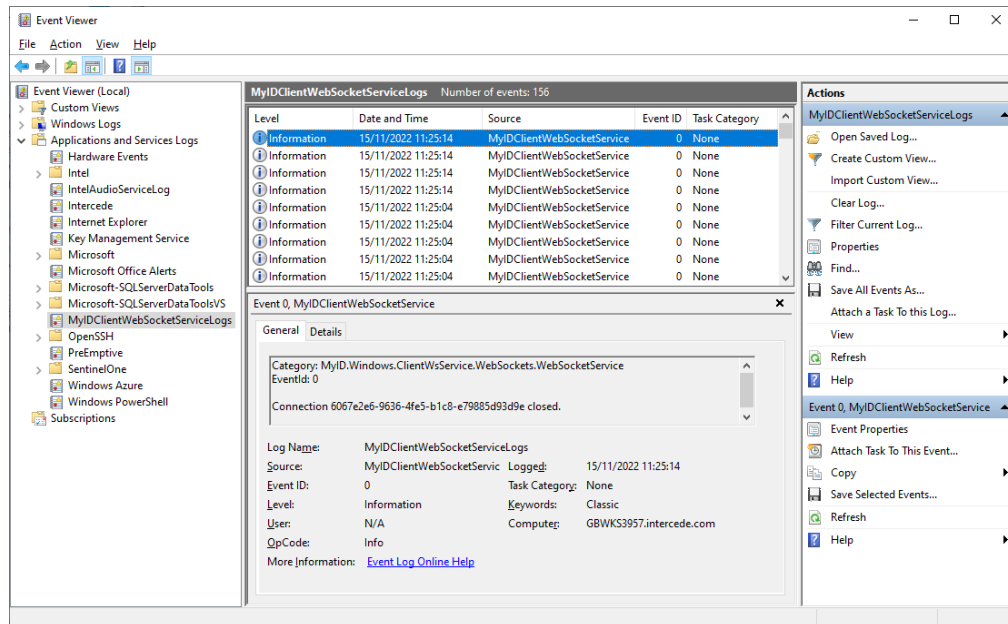 Event Viewer
File Action View Help
Event Viewer (Local)
Custom Views
Windows Logs
Applications and Services Logs
Hardware Events
Intel
IntelAudioServiceLog
Intercede
Internet Explorer
Key Management Service
Microsoft
Microsoft Office Alerts
Microsoft-SQLServerDataTools
Microsoft-SQLServerDataToolsVS
MyIDClientWebSocketServiceLogs
OpenSSH
PreEmptive
SentinelOne
Windows Azure
Windows PowerShell
Subscriptions
MyIDClientWebSocketServiceLogs Number of events: 156
Level Date and Time Source Event ID Task Category
Information 15/11/2022 11:25:14 MyIDClientWebSocketService 0 None
Information 15/11/2022 11:25:14 MyIDClientWebSocketService 0 None
Information 15/11/2022 11:25:14 MyIDClientWebSocketService 0 None
Information 15/11/2022 11:25:14 MyIDClientWebSocketService 0 None
Information 15/11/2022 11:25:04 MyIDClientWebSocketService 0 None
Information 15/11/2022 11:25:04 MyIDClientWebSocketService 0 None
Information 15/11/2022 11:25:04 MyIDClientWebSocketService 0 None
Information 15/11/2022 11:25:04 MyIDClientWebSocketService 0 None
Information 15/11/2022 11:25:04 MyIDClientWebSocketService 0 None
Event 0, MyIDClientWebSocketService
General Details
Category: MyID.Windows.ClientWsService.WebSockets.WebSocketService
EventId: 0
Connection 6067e2e6-9636-4fe5-b1c8-e79885d93d9e closed.
Log Name: MyIDClientWebSocketServiceLogs
Source: MyIDClientWebSocketServic Logged: 15/11/2022 11:25:14
Event ID: 0 Task Category: None
Level: Information Keywords: Classic
User: N/A Computer: GBWKS3957.intercede.com
OpCode: Info
More Information: Event Log Online Help
Actions
MyIDClientWebSocketServiceLogs
Open Saved Log...
Create Custom View...
Import Custom View...
Clear Log...
Filter Current Log...
Properties
Find...
Save All Events As...
Attach a Task To this Log...
View
Refresh
Help
Event 0, MyIDClientWebSocketService
Event Properties
Attach Task To This Event...
Copy
Save Selected Events...
Refresh
Help